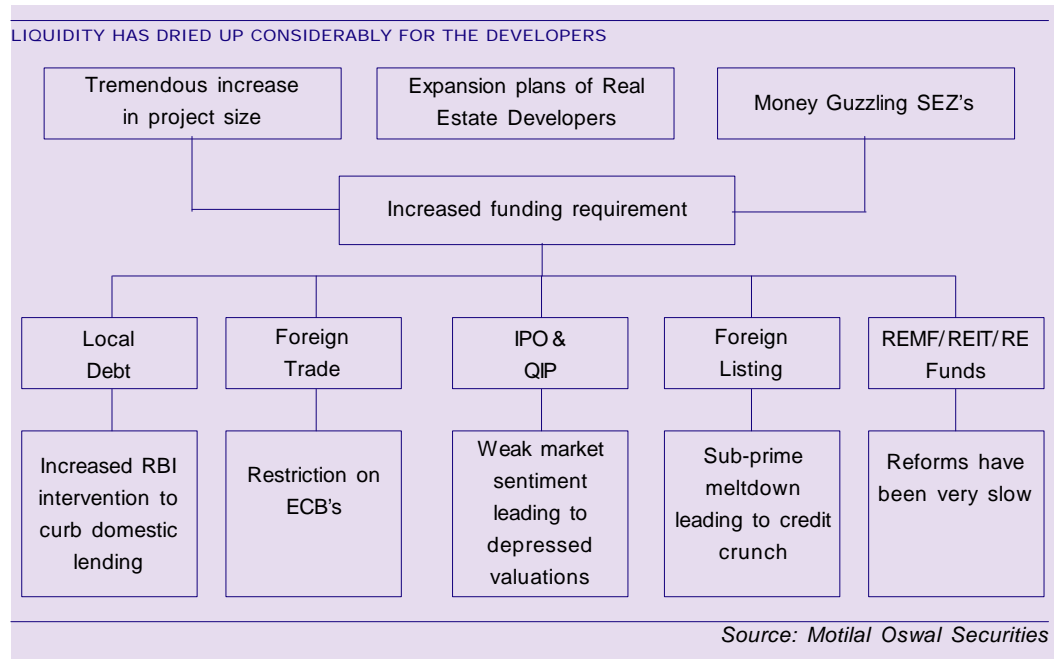 LIQUIDITY HAS DRIED UP CONSIDERABLY FOR THE DEVELOPERS
Tremendous increase
in project size
Expansion plans of Real
Estate Developers
Money Guzzling SEZ's
Increased funding requirement
Local
Debt
Foreign
Trade
IPO &
QIP
Foreign
Listing
REMF/REIT/RE
Funds
Increased RBI
intervention to
curb domestic
lending
Restriction on
ECB's
Weak market
sentiment
leading to
depressed
valuations
Sub-prime
meltdown
leading to credit
crunch
Reforms have
been very slow
Source: Motilal Oswal Securities